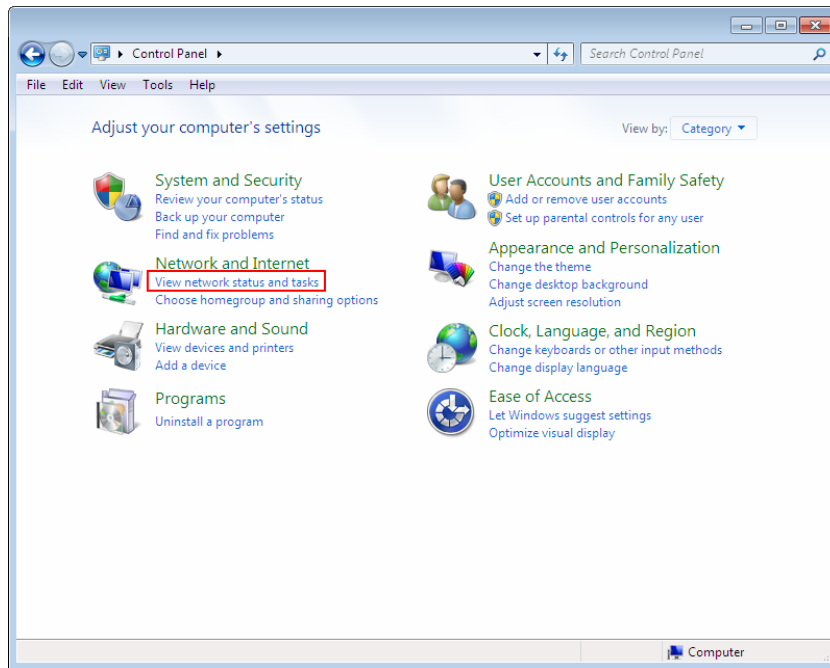 Control Panel
Search Control Panel
File Edit View Tools Help
Adjust your computer's settings
View by: Category
System and Security
Review your computer's status
Back up your computer
Find and fix problems
Network and Internet
View network status and tasks
Choose homegroup and sharing options
Hardware and Sound
View devices and printers
Add a device
Programs
Uninstall a program
User Accounts and Family Safety
Add or remove user accounts
Set up parental controls for any user
Appearance and Personalization
Change the theme
Change desktop background
Adjust screen resolution
Clock, Language, and Region
Change keyboards or other input methods
Change display language
Ease of Access
Let Windows suggest settings
Optimize visual display
Computer